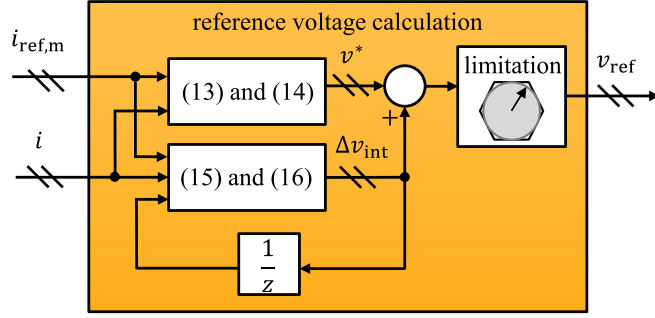 reference voltage calculation
i_ref,m
(13) and (14)
v*
limitation
v_ref
+
i
(15) and (16)
Δv_int
1
z